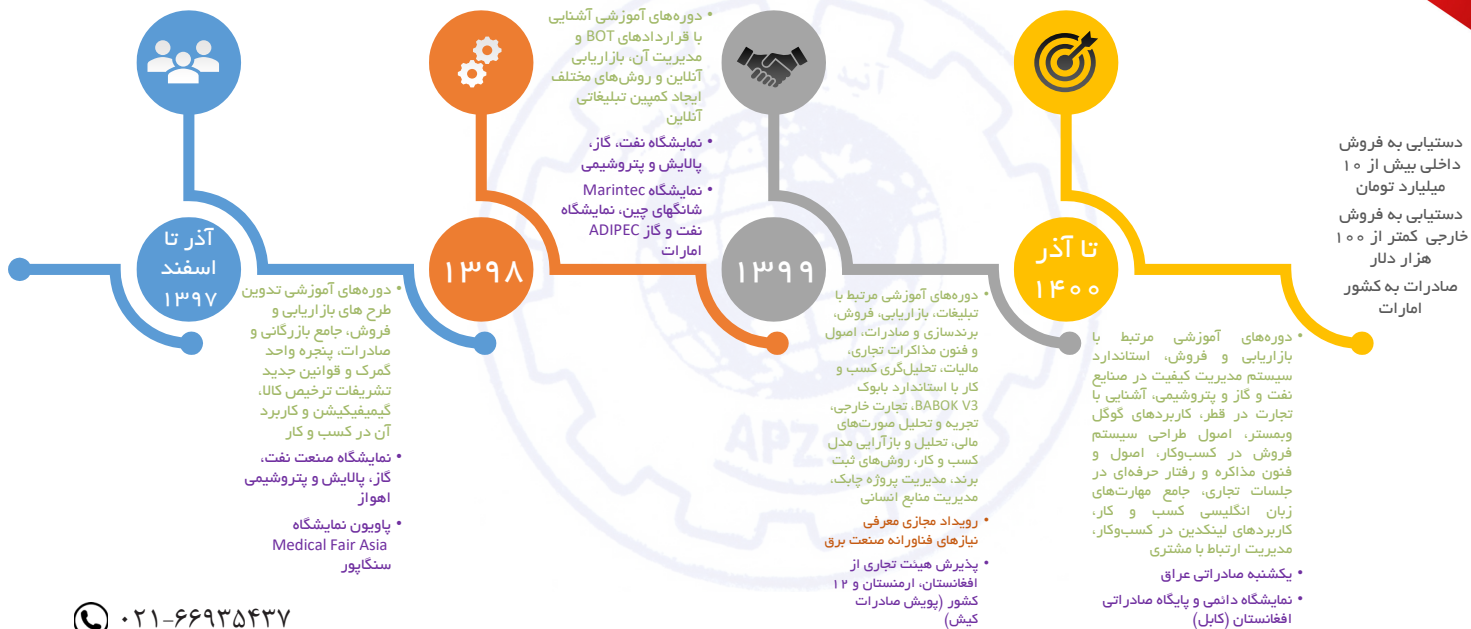 آذر تا
اسفند
۱۳۹۷
• دوره‌های آموزشی تدوین
طرح های بازاریابی و
فروش، جامع بازرگانی و
صادرات، پنجره واحد
گمرک و قوانین جدید
تشریفات ترخیص کالا،
گیمیفیکیشن و کاربرد
آن در کسب و کار
• نمایشگاه صنعت نفت،
گاز، پالایش و پتروشیمی
اهواز
• پاویون نمایشگاه
Medical Fair Asia
سنگاپور
۱۳۹۸
• دوره‌های آموزشی آشنایی
با قراردادهای BOT و
مدیریت آن، بازاریابی
آنلاین و روش‌های مختلف
ایجاد کمپین تبلیغاتی
آنلاین
• نمایشگاه نفت، گاز،
پالایش و پتروشیمی
• نمایشگاه Marintec
شانگهای چین، نمایشگاه
نفت و گاز ADIPEC
امارات
۱۳۹۹
• دوره‌های آموزشی مرتبط با
تبلیغات، بازاریابی، فروش،
برندسازی و صادرات، اصول
و فنون مذاکرات تجاری،
مالیات، تحلیل‌گری کسب و
کار با استاندارد بابوک
BABOK V3، تجارت خارجی،
تجزیه و تحلیل صورت‌های
مالی، تحلیل و بازآرایی مدل
کسب و کار، روش‌های ثبت
برند، مدیریت پروژه چابک،
مدیریت منابع انسانی
• رویداد مجازی معرفی
نیازهای فناورانه صنعت برق
• پذیرش هیئت تجاری از
افغانستان، ارمنستان و ۱۲
کشور (پویش صادرات
کیش)
تا آذر
۱۴۰۰
• دوره‌های آموزشی مرتبط با
بازاریابی و فروش، استاندارد
سیستم مدیریت کیفیت در صنایع
نفت و گاز و پتروشیمی، آشنایی با
تجارت در قطر، کاربردهای گوگل
وبمستر، اصول طراحی سیستم
فروش در کسب‌وکار، اصول و
فنون مذاکره و رفتار حرفه‌ای در
جلسات تجاری، جامع مهارت‌های
زبان انگلیسی کسب و کار،
کاربردهای لینکدین در کسب‌وکار،
مدیریت ارتباط با مشتری
• یکشنبه صادراتی عراق
• نمایشگاه دائمی و پایگاه صادراتی
افغانستان (کابل)
دستیابی به فروش
داخلی بیش از ۱۰
میلیارد تومان
دستیابی به فروش
خارجی کمتر از ۱۰۰
هزار دلار
صادرات به کشور
امارات
۰۲۱-۶۶۹۳۵۴۳۷